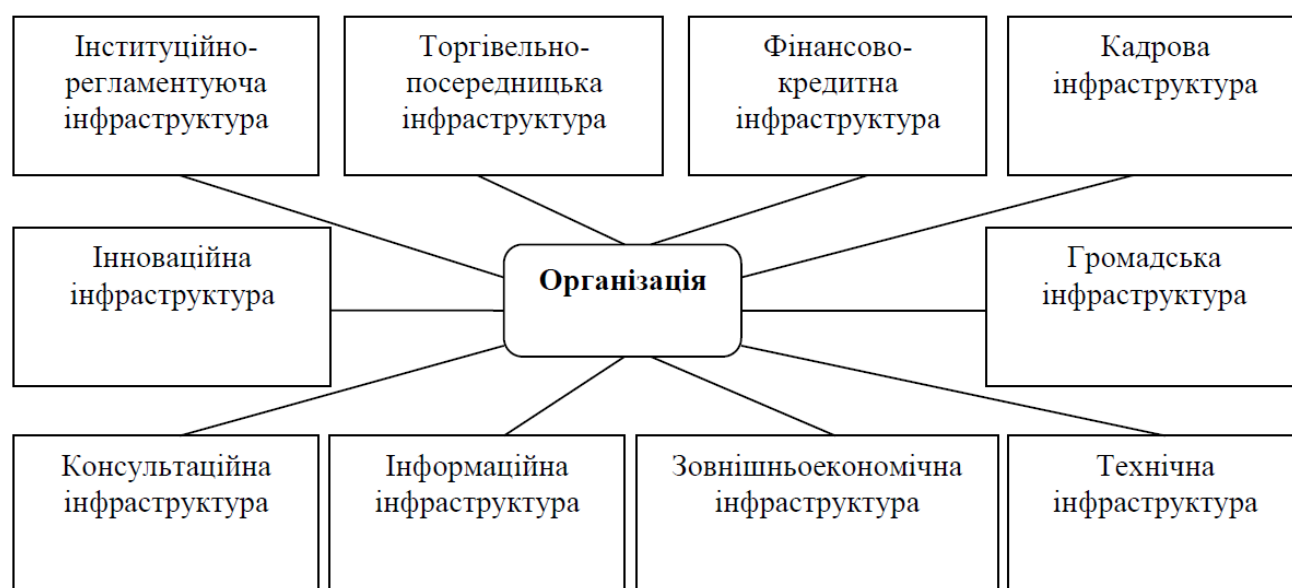 Інституційно-
регламентуюча
інфраструктура
Торгівельно-
посередницька
інфраструктура
Фінансово-
кредитна
інфраструктура
Кадрова
інфраструктура
Інноваційна
інфраструктура
Організація
Громадська
інфраструктура
Консультаційна
інфраструктура
Інформаційна
інфраструктура
Зовнішньоекономічна
інфраструктура
Технічна
інфраструктура